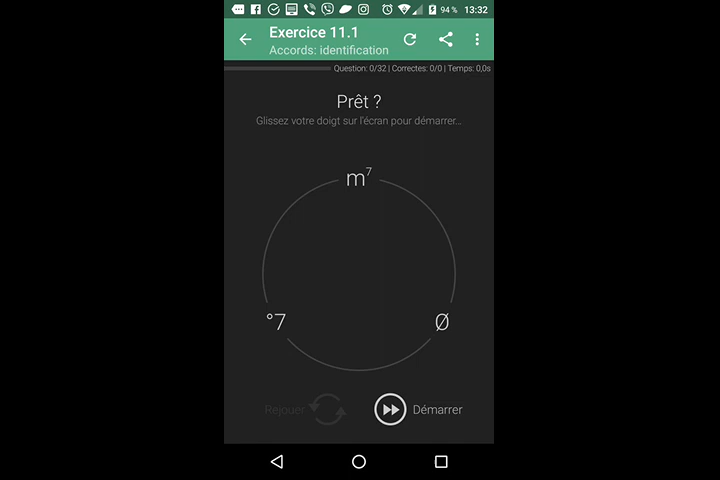 94 % 13:32
Exercice 11.1
Accords: identification
Question: 0/32 | Correctes: 0/0 | Temps: 0,0s
Prêt ?
Glissez votre doigt sur l'écran pour démarrer...
m⁷
°7 Ø
Rejouer Démarrer